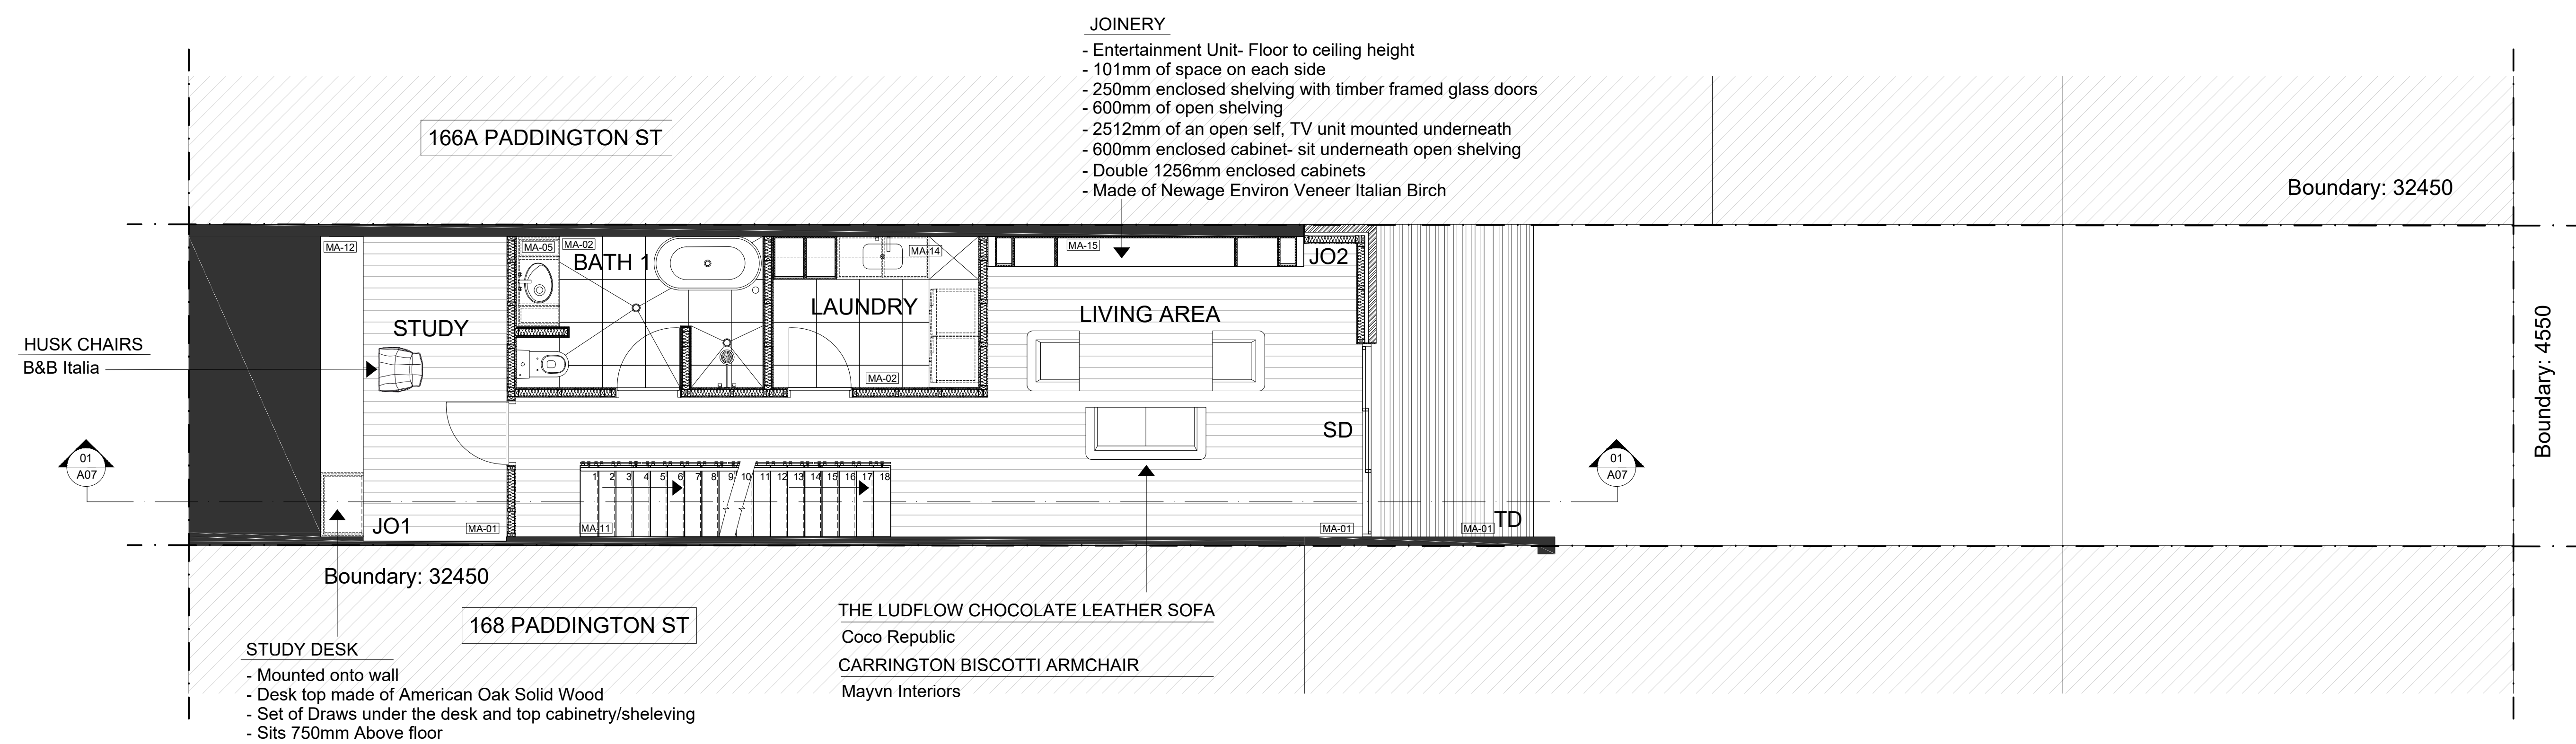 JOINERY
- Entertainment Unit- Floor to ceiling height
- 101mm of space on each side
- 250mm enclosed shelving with timber framed glass doors
- 600mm of open shelving
- 2512mm of an open self, TV unit mounted underneath
- 600mm enclosed cabinet- sit underneath open shelving
- Double 1256mm enclosed cabinets
- Made of Newage Environ Veneer Italian Birch
166A PADDINGTON ST
Boundary: 32450
MA-12
MA-05
MA-02
MA-14
MA-15
BATH 1
JO2
LAUNDRY
LIVING AREA
STUDY
HUSK CHAIRS
B&B Italia
MA-02
Boundary: 4550
SD
01
A07
01
A07
1 2 3 4 5 6 7 8 9 10 11 12 13 14 15 16 17 18
JO1
MA-01
MA-11
MA-01
MA-01
TD
Boundary: 32450
168 PADDINGTON ST
THE LUDFLOW CHOCOLATE LEATHER SOFA
Coco Republic
CARRINGTON BISCOTTI ARMCHAIR
Mayvn Interiors
STUDY DESK
- Mounted onto wall
- Desk top made of American Oak Solid Wood
- Set of Draws under the desk and top cabinetry/sheleving
- Sits 750mm Above floor